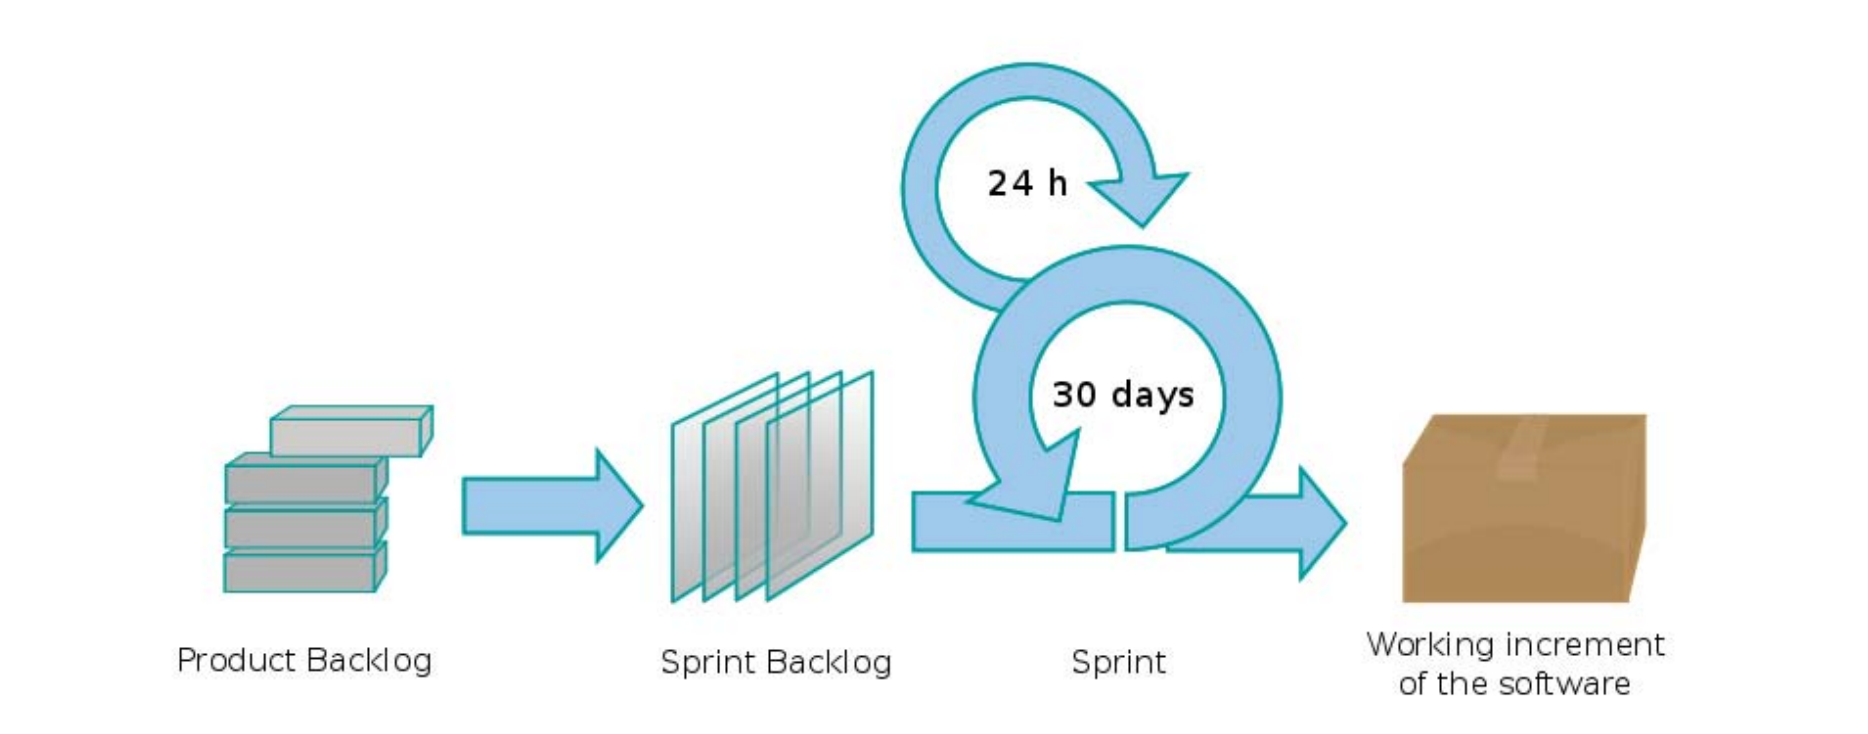 24 h
30 days
Product Backlog
Sprint Backlog
Sprint
Working increment
of the software